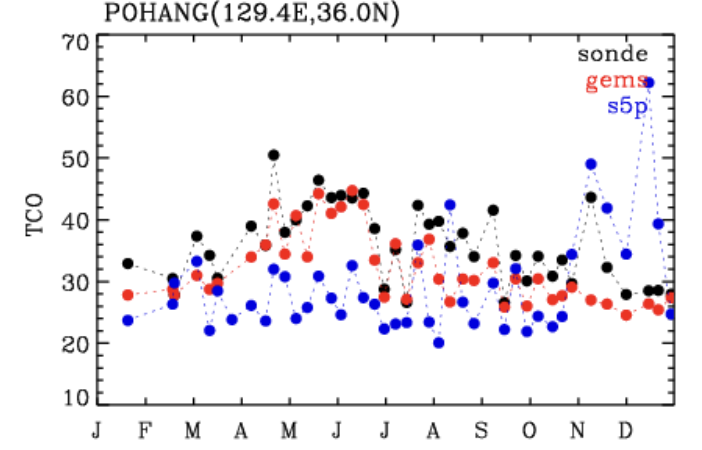 POHANG(129.4E,36.0N)
70
60
50
40
30
20
10
TCO
sonde
gems
s5p
J F M A M J J A S O N D